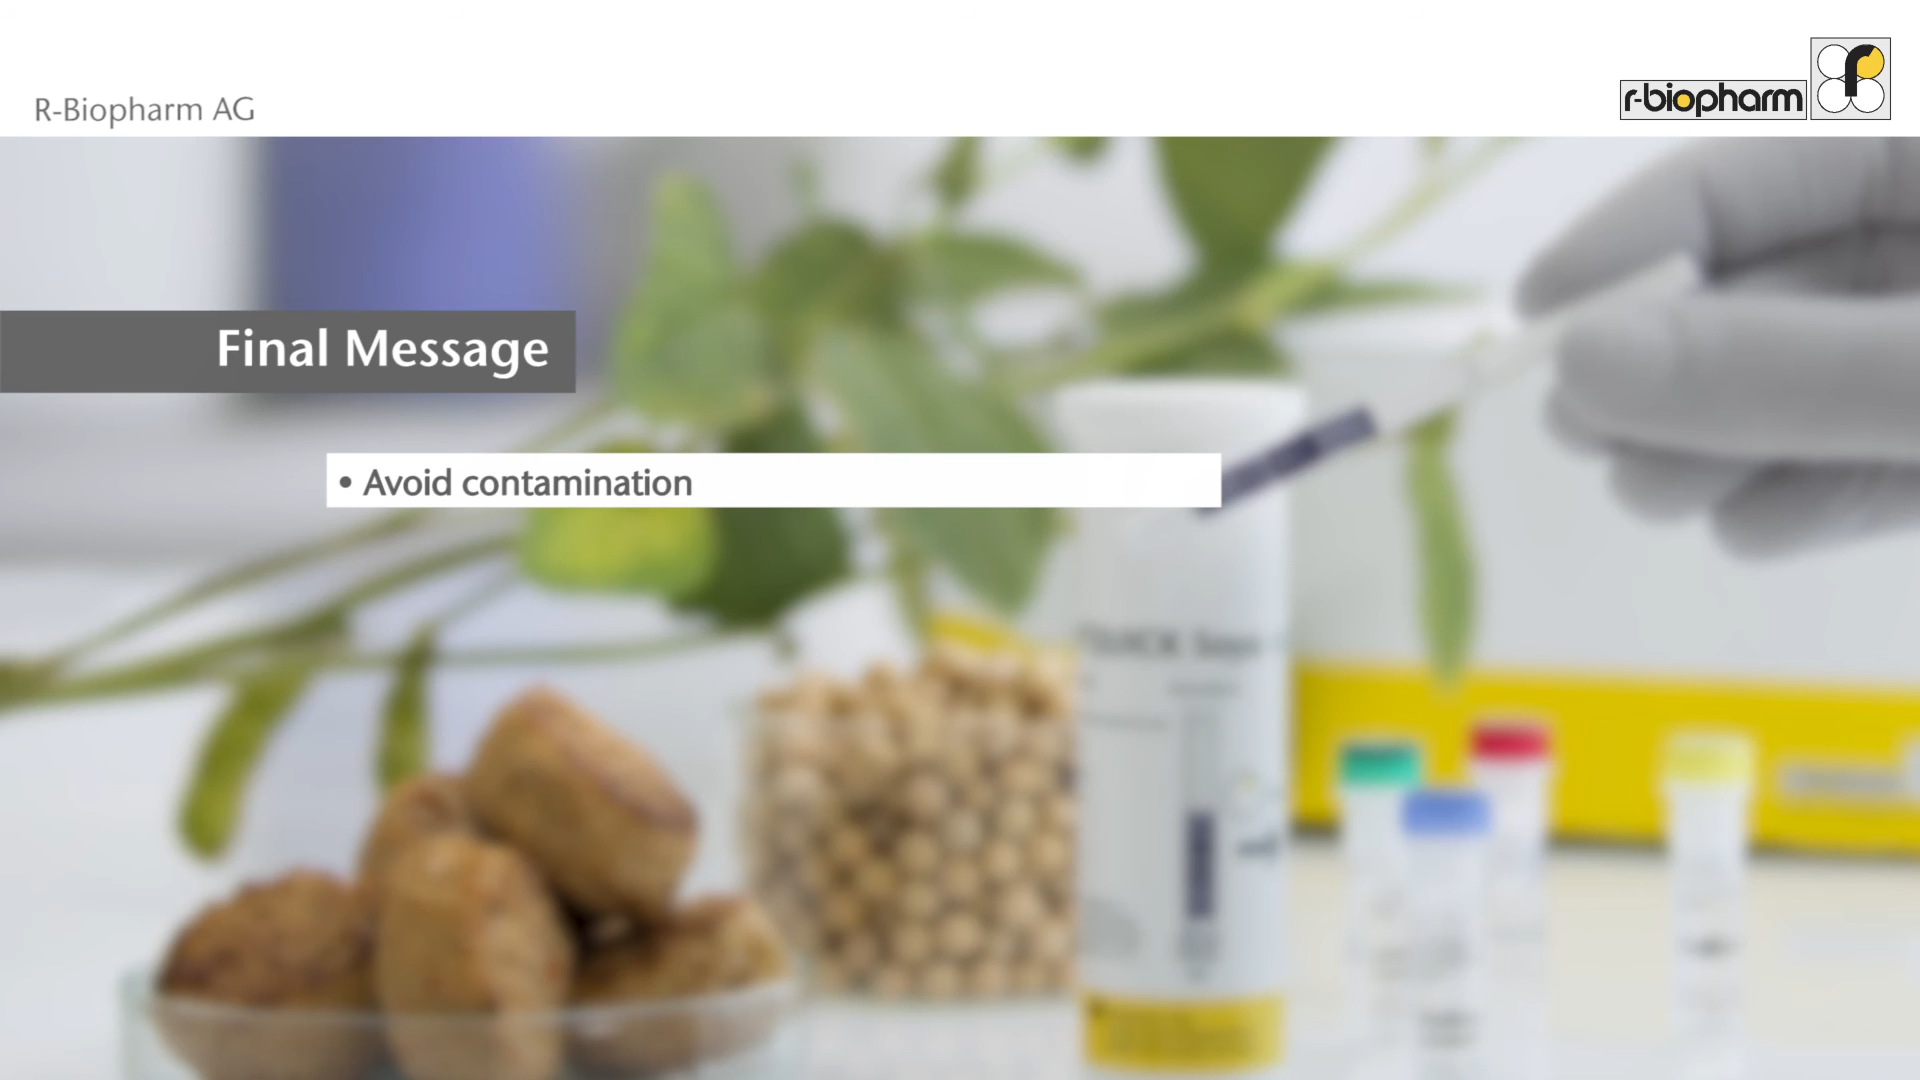 R-Biopharm AG
r-biopharm
r
Final Message
• Avoid contamination